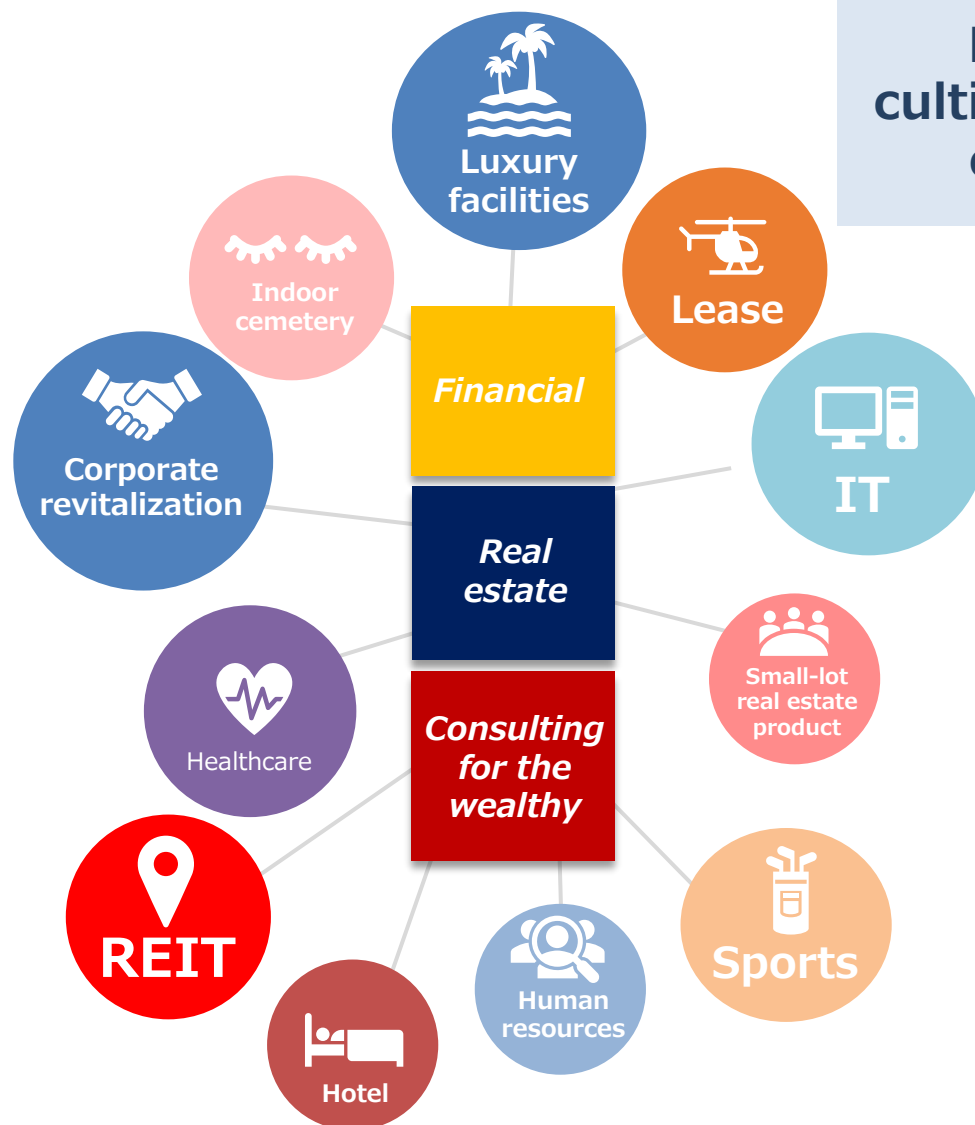 Luxury
facilities
Indoor
cemetery
Lease
Financial
Corporate
revitalization
IT
Real
estate
Small-lot
real estate
product
Healthcare
Consulting
for the
wealthy
REIT
Sports
Human
resources
Hotel